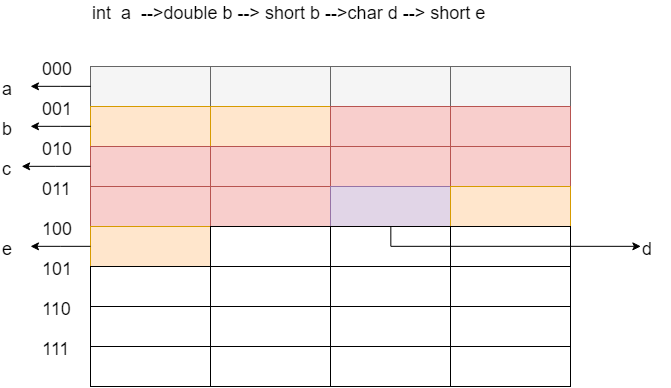 int a -->double b --> short b -->char d --> short e
000
a
001
b
010
c
011
100
e
d
101
110
111